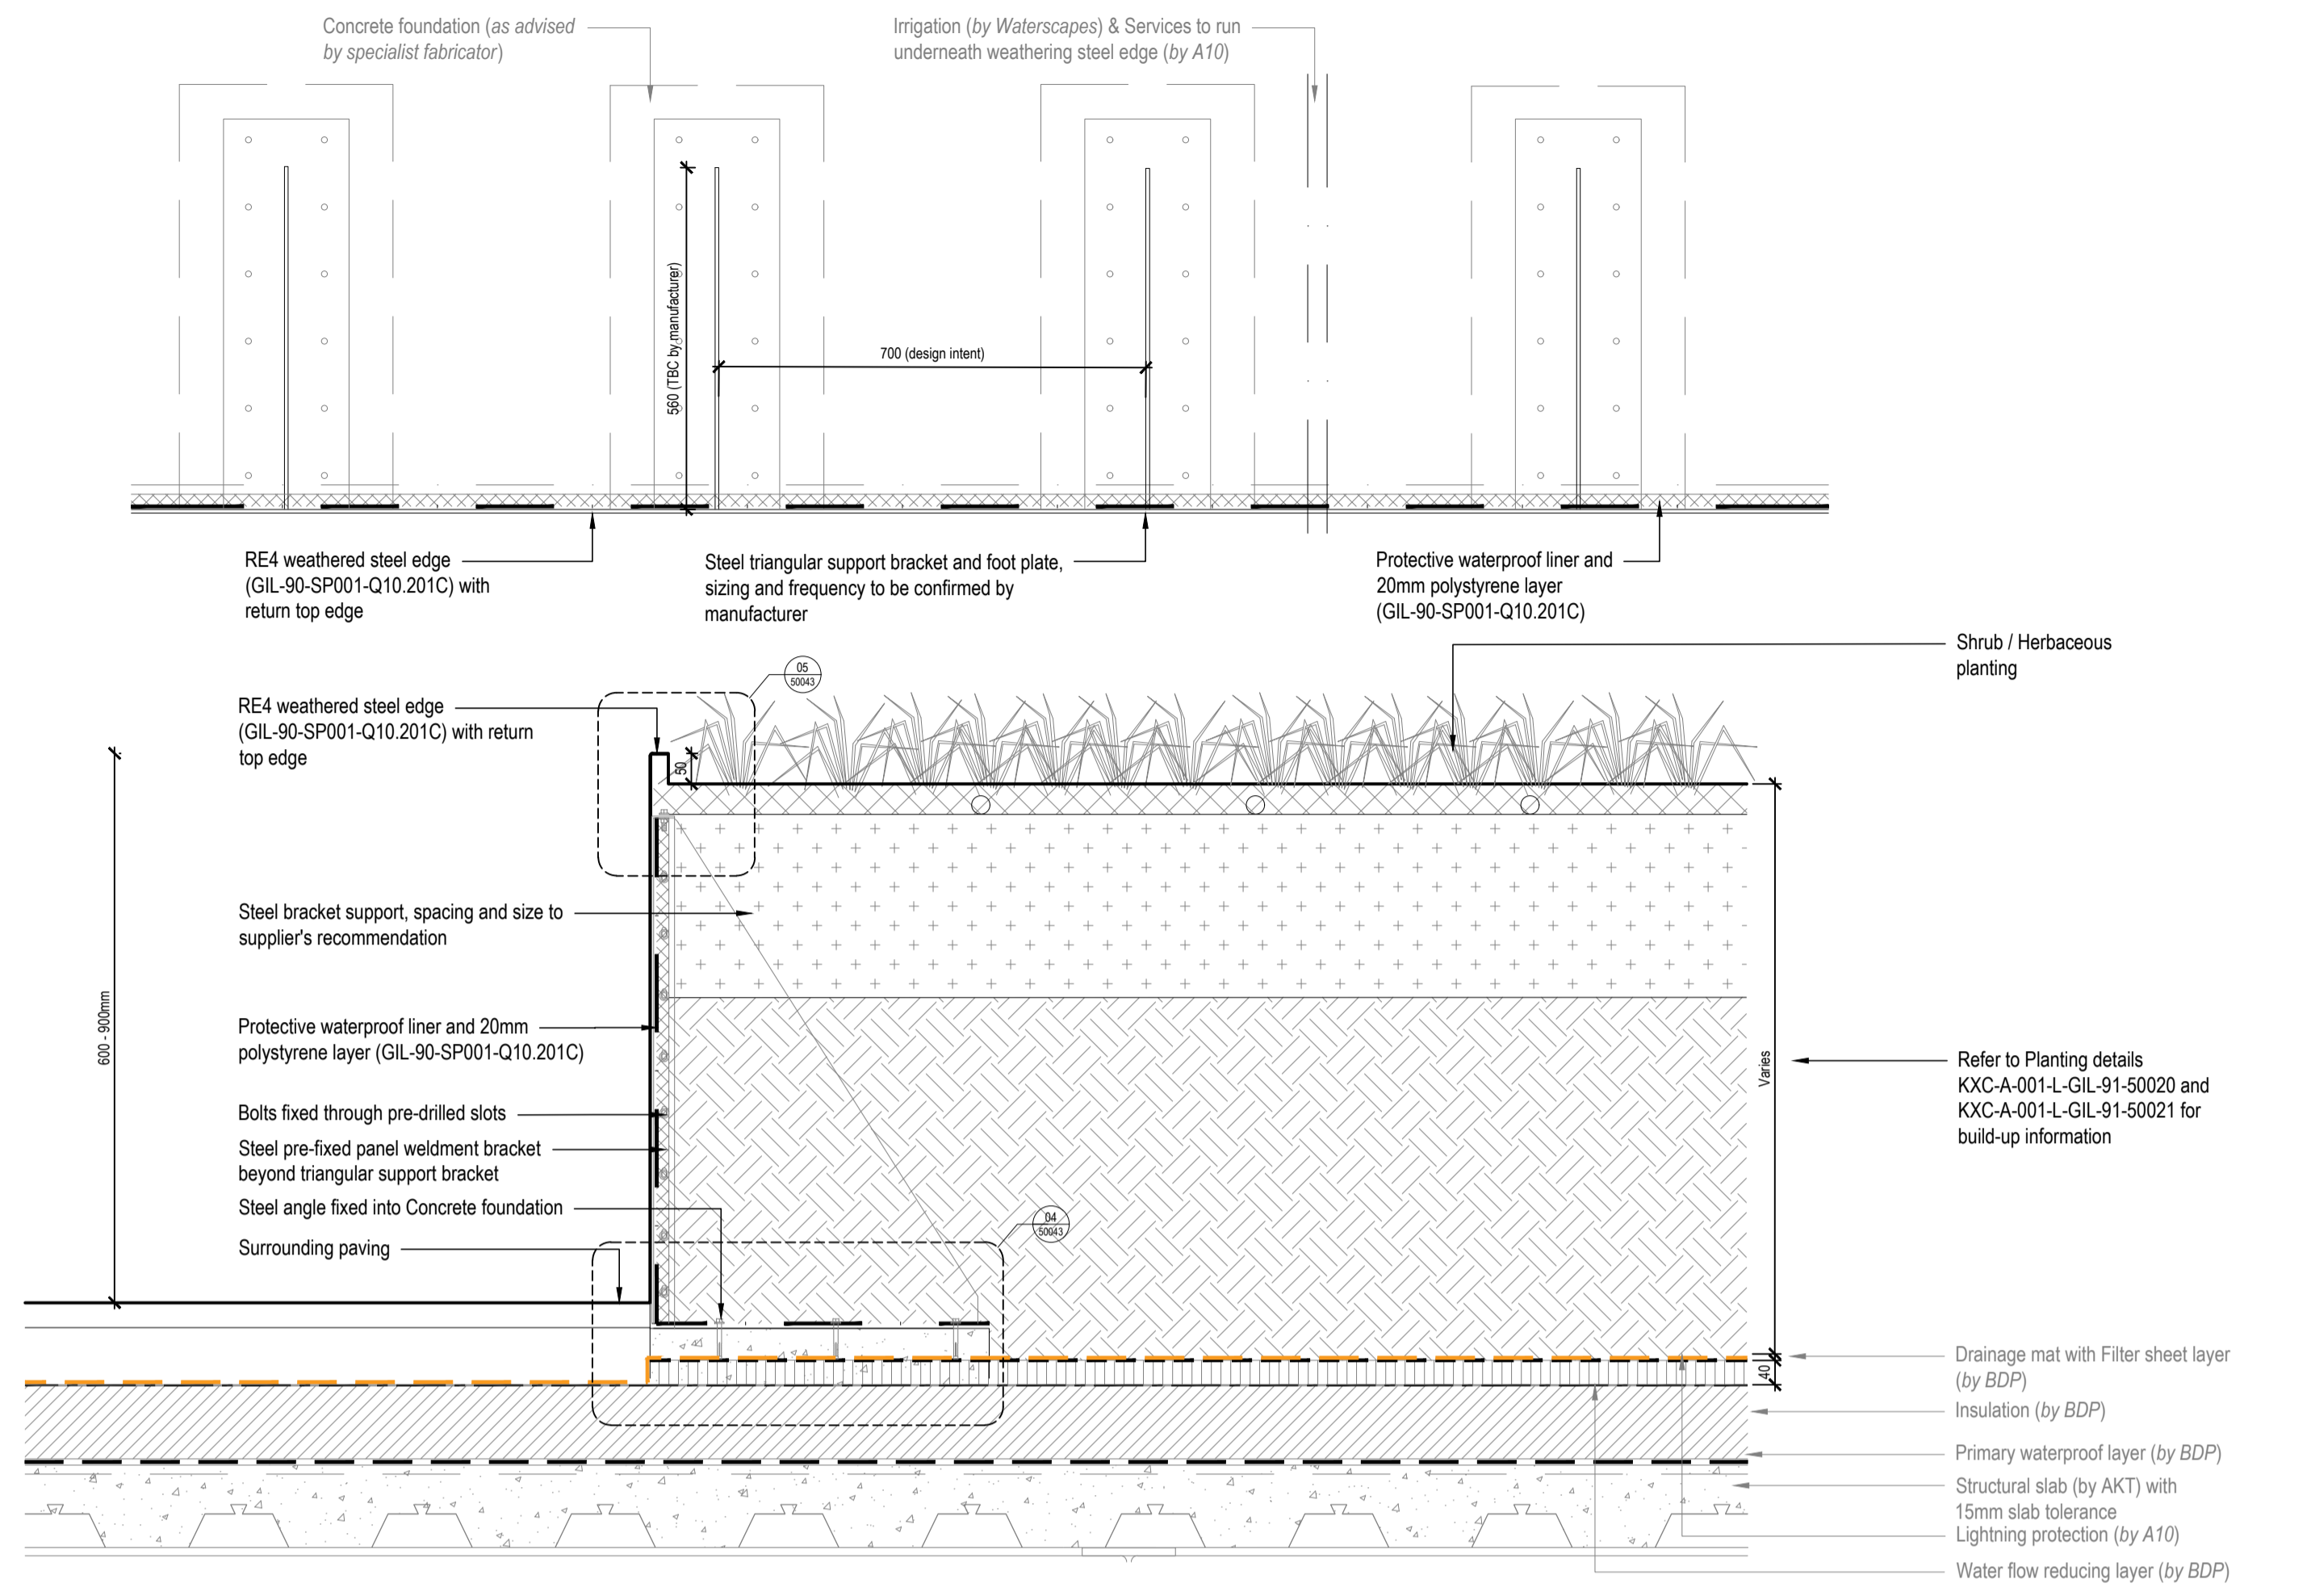 Concrete foundation (as advised
by specialist fabricator)
Irrigation (by Waterscapes) & Services to run
underneath weathering steel edge (by A10)
560 (TBC by manufacturer)
700 (design intent)
RE4 weathered steel edge
(GIL-90-SP001-Q10.201C) with
return top edge
Steel triangular support bracket and foot plate,
sizing and frequency to be confirmed by
manufacturer
Protective waterproof liner and
20mm polystyrene layer
(GIL-90-SP001-Q10.201C)
Shrub / Herbaceous
planting
05
50043
RE4 weathered steel edge
(GIL-90-SP001-Q10.201C) with return
top edge
50
Steel bracket support, spacing and size to
supplier's recommendation
600 - 900mm
Protective waterproof liner and 20mm
polystyrene layer (GIL-90-SP001-Q10.201C)
Varies
Refer to Planting details
KXC-A-001-L-GIL-91-50020 and
KXC-A-001-L-GIL-91-50021 for
build-up information
Bolts fixed through pre-drilled slots
Steel pre-fixed panel weldment bracket
beyond triangular support bracket
Steel angle fixed into Concrete foundation
04
50043
Surrounding paving
40
Drainage mat with Filter sheet layer
(by BDP)
Insulation (by BDP)
Primary waterproof layer (by BDP)
Structural slab (by AKT) with
15mm slab tolerance
Lightning protection (by A10)
Water flow reducing layer (by BDP)